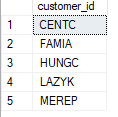 customer_id
1 CENTC
2 FAMIA
3 HUNGC
4 LAZYK
5 MEREP